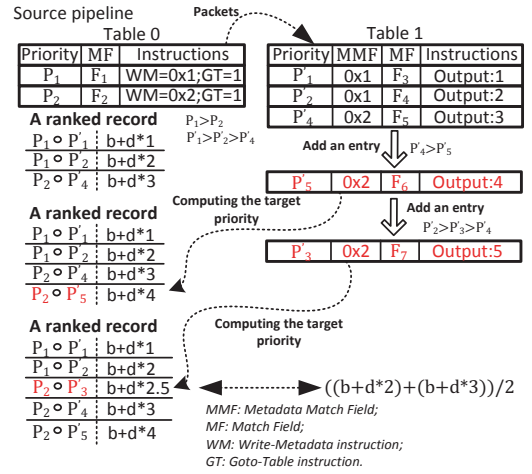 Source pipeline
Packets
Table 0
Priority MF Instructions
P₁ F₁ WM=0x1;GT=1
P₂ F₂ WM=0x2;GT=1
Table 1
Priority MMF MF Instructions
P'₁ 0x1 F₃ Output:1
P'₂ 0x1 F₄ Output:2
P'₄ 0x2 F₅ Output:3
P₁>P₂
P'₁>P'₂>P'₄
Add an entry P'₄>P'₅
P'₅ 0x2 F₆ Output:4
Add an entry
P'₂>P'₃>P'₄
P'₃ 0x2 F₇ Output:5
A ranked record
P₁∘P'₁ b+d*1
P₁∘P'₂ b+d*2
P₂∘P'₄ b+d*3
Computing the target
priority
P₁∘P'₁ b+d*1
P₁∘P'₂ b+d*2
P₂∘P'₄ b+d*3
P₂∘P'₅ b+d*4
Computing the target
priority
A ranked record
P₁∘P'₁ b+d*1
P₁∘P'₂ b+d*2
P₂∘P'₃ b+d*2.5
P₂∘P'₄ b+d*3
P₂∘P'₅ b+d*4
((b+d*2)+(b+d*3))/2
MMF: Metadata Match Field;
MF: Match Field;
WM: Write-Metadata instruction;
GT: Goto-Table instruction.